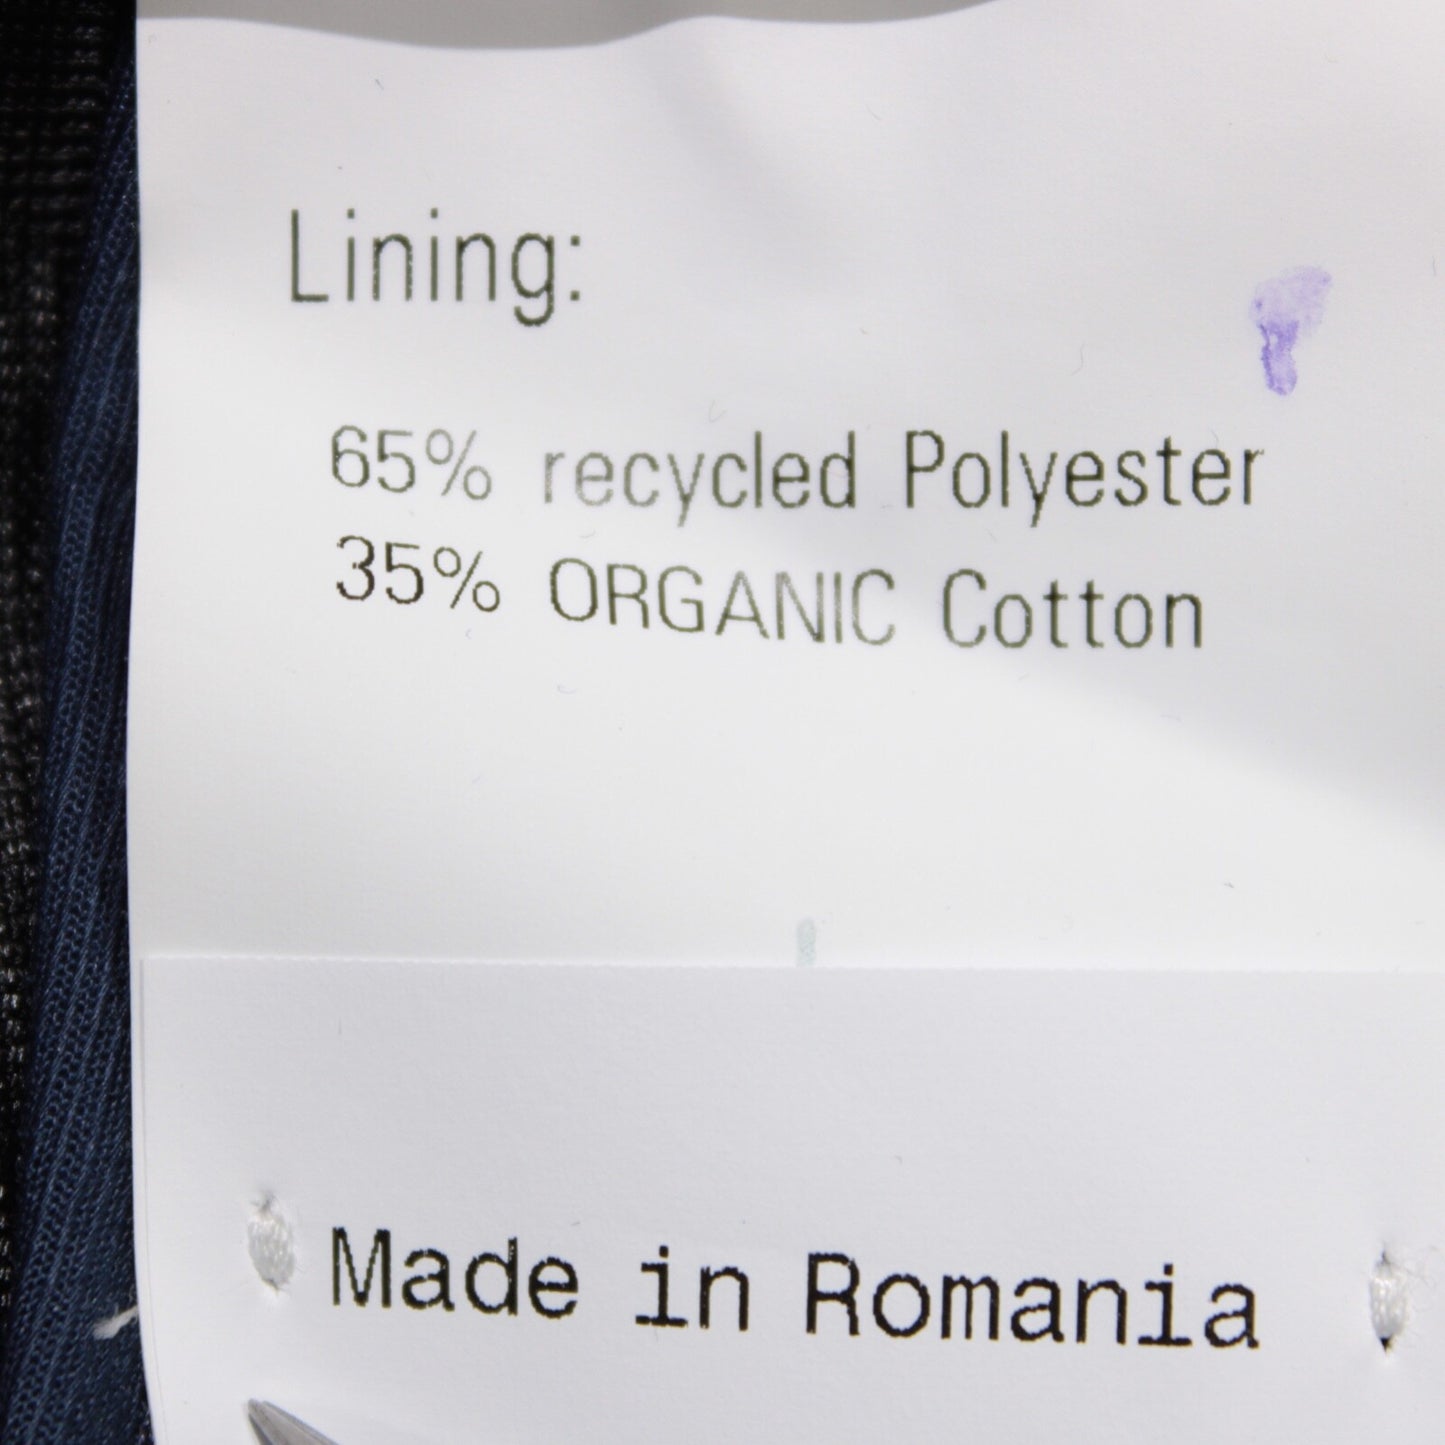 Lining:
65% recycled Polyester
35% ORGANIC Cotton
Made in Romania